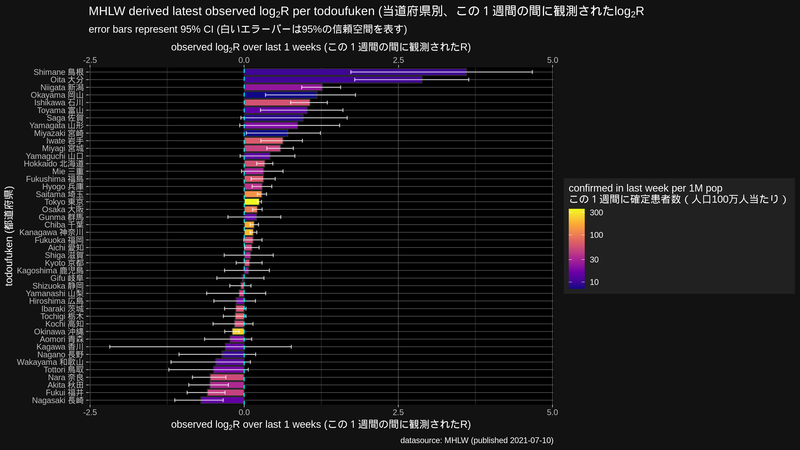 MHLW derived latest observed log₂R per todoufuken (当道府県別、この１週間の間に観測されたlog₂R
error bars represent 95% CI (白いエラーバーは95%の信頼空間を表す)
observed log₂R over last 1 weeks (この１週間の間に観測されたR)
-2.5 0.0 2.5 5.0
todoufuken (都道府県)
Shimane 島根
Oita 大分
Niigata 新潟
Okayama 岡山
Ishikawa 石川
Toyama 富山
Saga 佐賀
Yamagata 山形
Miyazaki 宮崎
Iwate 岩手
Miyagi 宮城
Yamaguchi 山口
Hokkaido 北海道
Mie 三重
Fukushima 福島
Hyogo 兵庫
Saitama 埼玉
Tokyo 東京
Osaka 大阪
Gunma 群馬
Chiba 千葉
Kanagawa 神奈川
Fukuoka 福岡
Aichi 愛知
Shiga 滋賀
Kyoto 京都
Kagoshima 鹿児島
Gifu 岐阜
Shizuoka 静岡
Yamanashi 山梨
Hiroshima 広島
Ibaraki 茨城
Tochigi 栃木
Kochi 高知
Okinawa 沖縄
Aomori 青森
Kagawa 香川
Nagano 長野
Wakayama 和歌山
Tottori 鳥取
Nara 奈良
Akita 秋田
Fukui 福井
Nagasaki 長崎
-2.5 0.0 2.5 5.0
observed log₂R over last 1 weeks (この１週間の間に観測されたR)
confirmed in last week per 1M pop
この１週間に確定患者数（人口100万人当たり）
300
100
30
10
datasource: MHLW (published 2021-07-10)